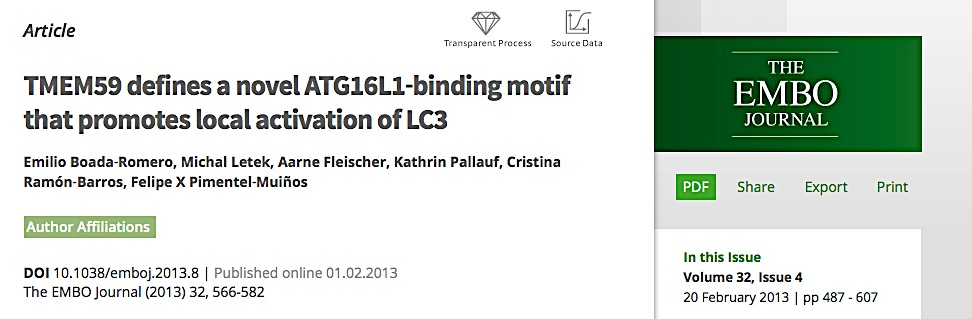 Article
Transparent Process
Source Data
TMEM59 defines a novel ATG16L1-binding motif
that promotes local activation of LC3
Emilio Boada-Romero, Michal Letek, Aarne Fleischer, Kathrin Pallauf, Cristina
Ramón-Barros, Felipe X Pimentel-Muiños
Author Affiliations
DOI 10.1038/emboj.2013.8 | Published online 01.02.2013
The EMBO Journal (2013) 32, 566-582
THE
EMBO
JOURNAL
PDF Share Export Print
In this Issue
Volume 32, Issue 4
20 February 2013 | pp 487 - 607